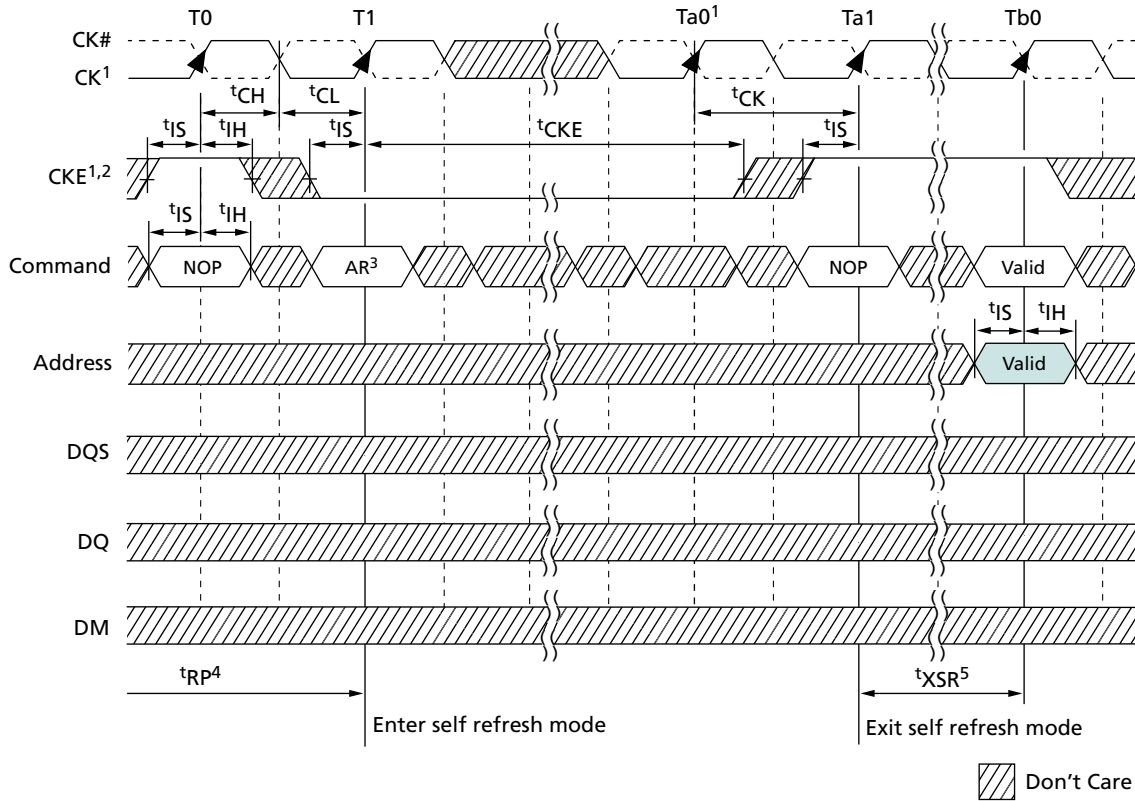 T0 T1 Ta0¹ Ta1 Tb0
CK#
CK¹
tCH tCL tCK
tIS tIH tIS tCKE tIS
CKE¹,²
tIS tIH
Command NOP AR³ NOP Valid
tIS tIH
Address Valid
DQS
DQ
DM
tRP⁴ tXSR⁵
Enter self refresh mode Exit self refresh mode
Don't Care